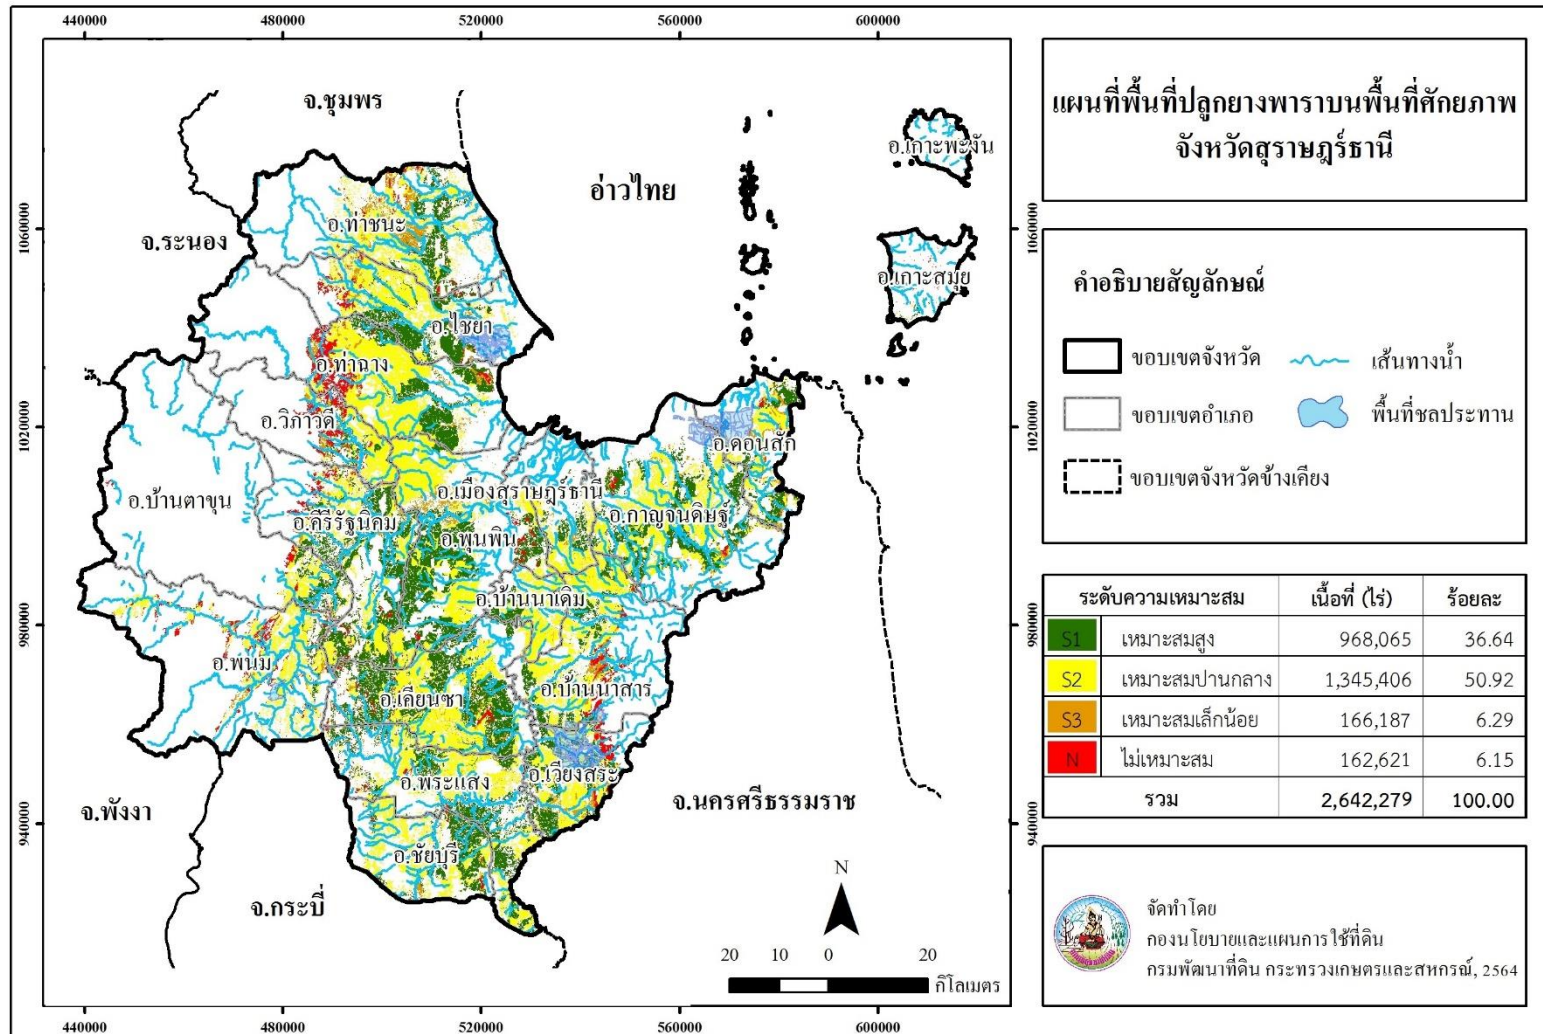 440000 480000 520000 560000 600000
แผนที่พื้นที่ปลูกยางพาราบนพื้นที่ศักยภาพ
จังหวัดสุราษฎร์ธานี
จ.ชุมพร
อ.เกาะพะงัน
อ่าวไทย
อ.ท่าชนะ
จ.ระนอง
1060000 1060000
อ.เกาะสมุย
คำอธิบายสัญลักษณ์
อ.ไชยา
ขอบเขตจังหวัด เส้นทางน้ำ
อ.ท่าฉาง
ขอบเขตอำเภอ พื้นที่ชลประทาน
อ.วิภาวดี
1020000 1020000
อ.ดอนสัก
ขอบเขตจังหวัดข้างเคียง
อ.บ้านตาขุน
อ.เมืองสุราษฎร์ธานี
อ.คีรีรัฐนิคม
อ.กาญจนดิษฐ์
อ.พุนพิน
อ.บ้านนาเดิม
980000 980000
ระดับความเหมาะสม เนื้อที่ (ไร่) ร้อยละ
S1 เหมาะสมสูง 968,065 36.64
S2 เหมาะสมปานกลาง 1,345,406 50.92
S3 เหมาะสมเล็กน้อย 166,187 6.29
N ไม่เหมาะสม 162,621 6.15
รวม 2,642,279 100.00
อ.พนม
อ.บ้านนาสาร
อ.เคียนซา
อ.พระแสง
อ.เวียงสระ
จ.พังงา
จ.นครศรีธรรมราช
940000 940000
อ.ชัยบุรี
จ.กระบี่
N
20 10 0 20
กิโลเมตร
จัดทำโดย
กองนโยบายและแผนการใช้ที่ดิน
กรมพัฒนาที่ดิน กระทรวงเกษตรและสหกรณ์, 2564
440000 480000 520000 560000 600000